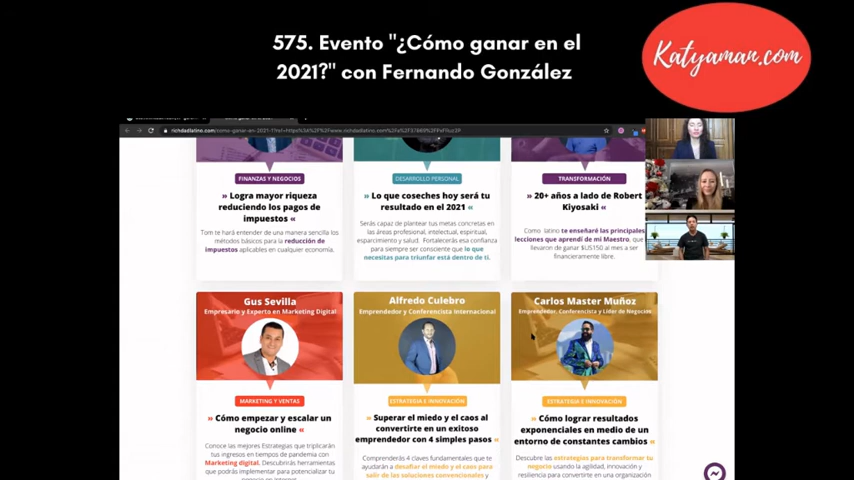 575. Evento "¿Cómo ganar en el
2021?" con Fernando González
Katyaman.com
FINANZAS Y NEGOCIOS
» Logra mayor riqueza
reduciendo los pagos de
impuestos «
Tom te hará entender de una manera sencilla los
métodos básicos para la reducción de
impuestos aplicables en cualquier economía.
DESARROLLO PERSONAL
» Lo que coseches hoy será tu
resultado en el 2021 «
Serás capaz de plantear tus metas concretas en
las áreas profesional, intelectual, espiritual,
esparcimiento y salud. Fortalecerás esa confianza
para siempre ser consciente que lo que
necesitas para triunfar está dentro de ti.
TRANSFORMACIÓN
» 20+ años a lado de Robert
Kiyosaki «
Como latino te enseñaré las principales
lecciones que aprendí de mi Maestro, que
llevaron de ganar $US150 al mes a ser
financieramente libre.
Gus Sevilla
Empresario y Experto en Marketing Digital
MARKETING Y VENTAS
» Cómo empezar y escalar un
negocio online «
Conoce las mejores Estrategias que triplicarán
tus ingresos en tiempos de pandemia con
Marketing digital. Descubrirás herramientas
que podrás implementar para potencializar tu
negocio en Internet.
Alfredo Culebro
Emprendedor y Conferencista Internacional
ESTRATEGIA E INNOVACIÓN
» Superar el miedo y el caos al
convertirte en un exitoso
emprendedor con 4 simples pasos «
Comprenderás 4 claves fundamentales que te
ayudarán a desafiar el miedo y el caos para
salir de las soluciones convencionales y
Carlos Master Muñoz
Emprendedor, Conferencista y Líder de Negocios
ESTRATEGIA E INNOVACIÓN
» Cómo lograr resultados
exponenciales en medio de un
entorno de constantes cambios «
Descubre las estrategias para transformar tu
negocio usando la agilidad, innovación y
resiliencia para convertirte en una organización